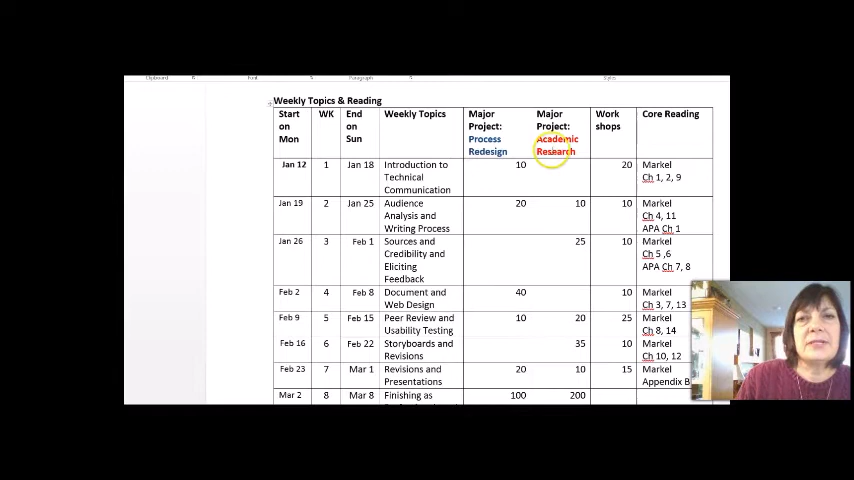 Clipboard Font Paragraph Styles
Weekly Topics & Reading
Start on Mon WK End on Sun Weekly Topics Major Project: Process Redesign Major Project: Academic Research Work shops Core Reading
Jan 12 1 Jan 18 Introduction to Technical Communication 10 20 Markel Ch 1, 2, 9
Jan 19 2 Jan 25 Audience Analysis and Writing Process 20 10 10 Markel Ch 4, 11 APA Ch 1
Jan 26 3 Feb 1 Sources and Credibility and Eliciting Feedback 25 10 Markel Ch 5 ,6 APA Ch 7, 8
Feb 2 4 Feb 8 Document and Web Design 40 10 Markel Ch 3, 7, 13
Feb 9 5 Feb 15 Peer Review and Usability Testing 10 20 25 Markel Ch 8, 14
Feb 16 6 Feb 22 Storyboards and Revisions 35 10 Markel Ch 10, 12
Feb 23 7 Mar 1 Revisions and Presentations 20 10 15 Markel Appendix B
Mar 2 8 Mar 8 Finishing as 100 200